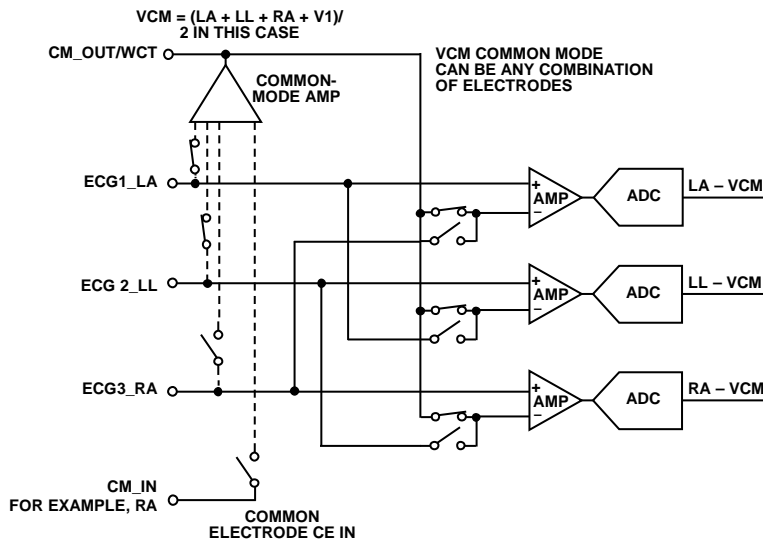 VCM = (LA + LL + RA + V1)/
2 IN THIS CASE
CM_OUT/WCT
COMMON-
MODE AMP
VCM COMMON MODE
CAN BE ANY COMBINATION
OF ELECTRODES
ECG1_LA
+
AMP
–
ADC
LA – VCM
ECG 2_LL
+
AMP
–
ADC
LL – VCM
ECG3_RA
+
AMP
–
ADC
RA – VCM
CM_IN
FOR EXAMPLE, RA
COMMON
ELECTRODE CE IN